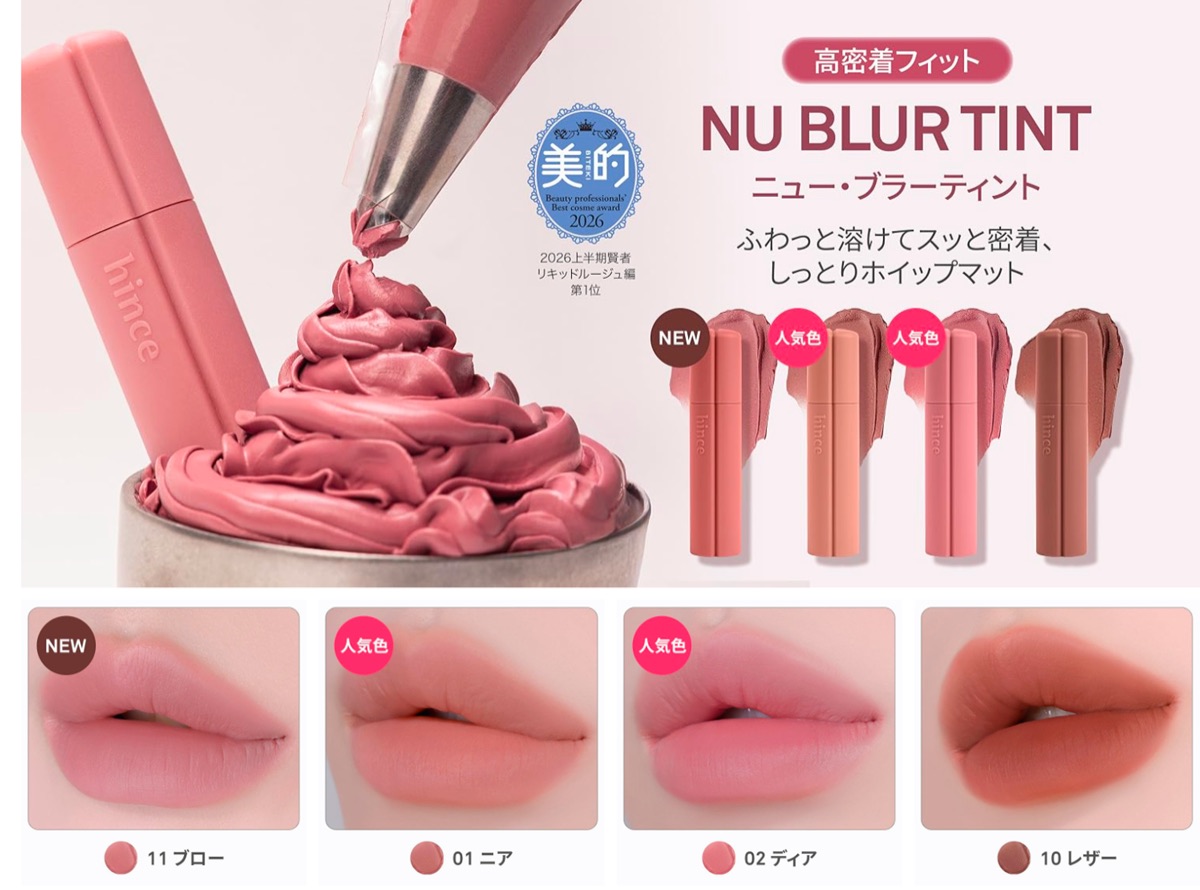 高密着フィット
NU BLUR TINT
ニュー・ブラーティント
ふわっと溶けてスッと密着、
しっとりホイップマット
hince
美的
BITEKI
Beauty professionals'
Best cosme award
2026
2026上半期賢者
リキッドルージュ編
第1位
NEW
人気色
人気色
hince
hince
hince
hince
NEW
人気色
人気色
11 ブロー
01 ニア
02 ディア
10 レザー